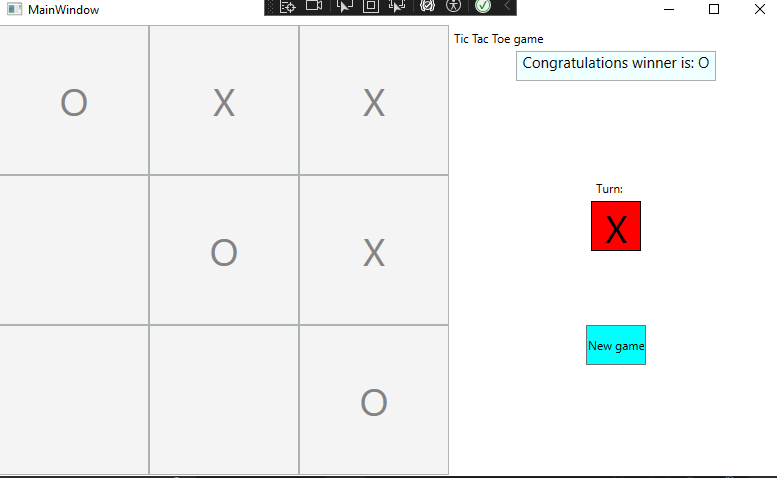 MainWindow
Tic Tac Toe game
Congratulations winner is: O
O X X
Turn:
X
O X
New game
O